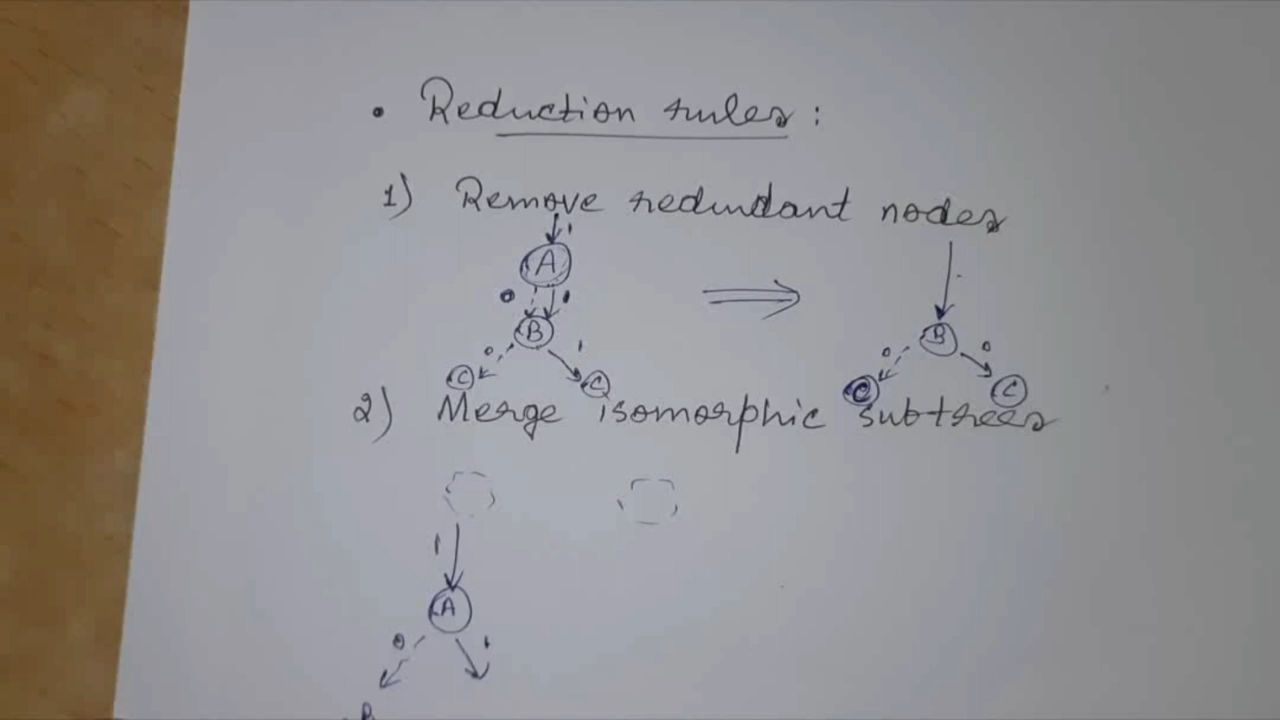 • Reduction rules :
1) Remove redundant nodes
1
A
0 1
B B
0 1 0 0
C C C C
2) Merge isomorphic subtrees
1
A
0 1
B